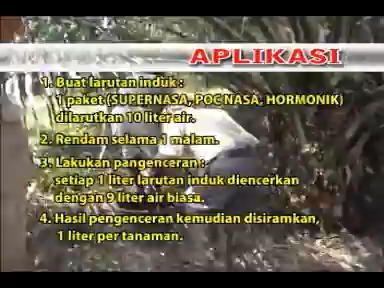 APLIKASI
1. Buat larutan induk :
1 paket (SUPERNASA, POC NASA, HORMONIK)
dilarutkan 10 liter air.
2. Rendam selama 1 malam.
3. Lakukan pangenceran :
setiap 1 liter larutan induk diencerkan
dengan 9 liter air biasa.
4. Hasil pengenceran kemudian disiramkan,
1 liter per tanaman.